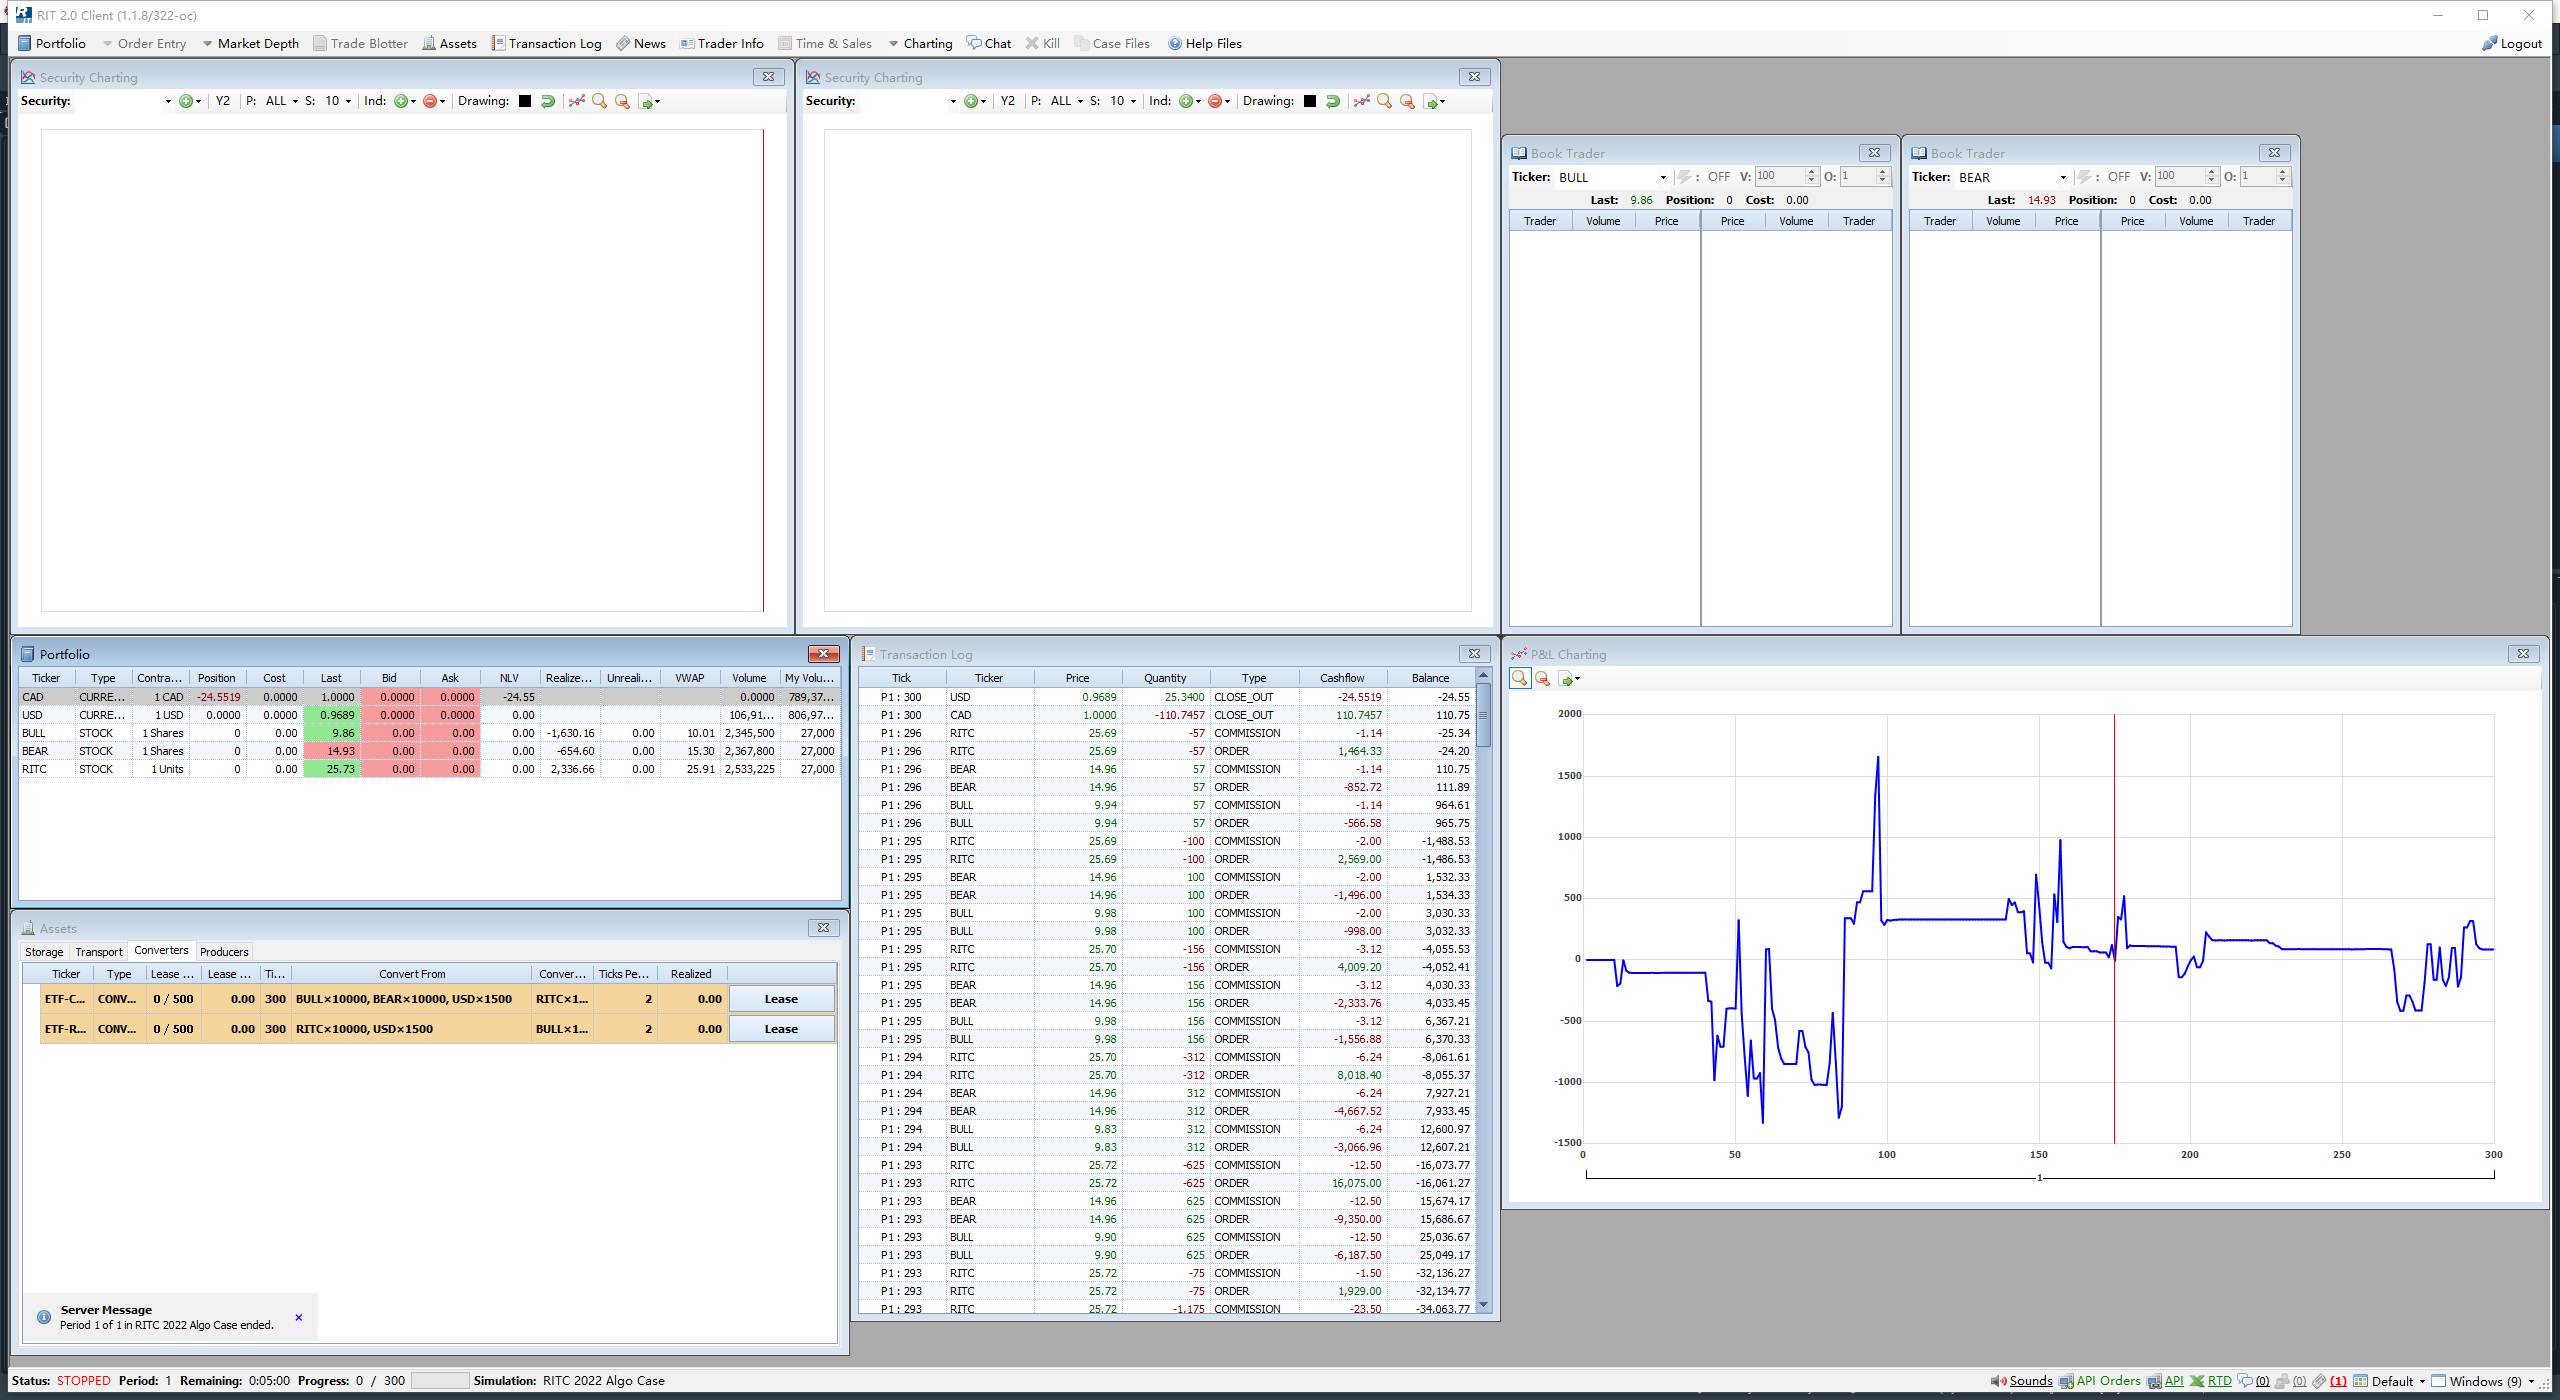 RIT 2.0 Client (1.1.8/322-oc)
Portfolio Order Entry Market Depth Trade Blotter Assets Transaction Log News Trader Info Time & Sales Charting Chat Kill Case Files Help Files Logout
Security Charting
Security: Y2 P: ALL S: 10 Ind: Drawing:
Security Charting
Security: Y2 P: ALL S: 10 Ind: Drawing:
Book Trader
Ticker: BULL : OFF V: 100 O: 1
Last: 9.86 Position: 0 Cost: 0.00
Trader Volume Price Price Volume Trader
Book Trader
Ticker: BEAR : OFF V: 100 O: 1
Last: 14.93 Position: 0 Cost: 0.00
Trader Volume Price Price Volume Trader
Portfolio
Ticker Type Contra... Position Cost Last Bid Ask NLV Realize... Unreali... VWAP Volume My Volu...
CAD CURRE... 1 CAD -24.5519 0.0000 1.0000 0.0000 0.0000 -24.55 0.0000 789,37...
USD CURRE... 1 USD 0.0000 0.0000 0.9689 0.0000 0.0000 0.00 106,91... 806,97...
BULL STOCK 1 Shares 0 0.00 9.86 0.00 0.00 0.00 -1,630.16 0.00 10.01 2,345,500 27,000
BEAR STOCK 1 Shares 0 0.00 14.93 0.00 0.00 0.00 -654.60 0.00 15.30 2,367,800 27,000
RITC STOCK 1 Units 0 0.00 25.73 0.00 0.00 0.00 2,336.66 0.00 25.91 2,533,225 27,000
Assets
Storage Transport Converters Producers
Ticker Type Lease ... Lease ... Ti... Convert From Conver... Ticks Pe... Realized
ETF-C... CONV... 0 / 500 0.00 300 BULL×10000, BEAR×10000, USD×1500 RITC×1... 2 0.00 Lease
ETF-R... CONV... 0 / 500 0.00 300 RITC×10000, USD×1500 BULL×1... 2 0.00 Lease
Server Message
Period 1 of 1 in RITC 2022 Algo Case ended.
Transaction Log
Tick Ticker Price Quantity Type Cashflow Balance
P1 : 300 USD 0.9689 25.3400 CLOSE_OUT -24.5519 -24.55
P1 : 300 CAD 1.0000 -110.7457 CLOSE_OUT 110.7457 110.75
P1 : 296 RITC 25.69 -57 COMMISSION -1.14 -25.34
P1 : 296 RITC 25.69 -57 ORDER 1,464.33 -24.20
P1 : 296 BEAR 14.96 57 COMMISSION -1.14 110.75
P1 : 296 BEAR 14.96 57 ORDER -852.72 111.89
P1 : 296 BULL 9.94 57 COMMISSION -1.14 964.61
P1 : 296 BULL 9.94 57 ORDER -566.58 965.75
P1 : 295 RITC 25.69 -100 COMMISSION -2.00 -1,488.53
P1 : 295 RITC 25.69 -100 ORDER 2,569.00 -1,486.53
P1 : 295 BEAR 14.96 100 COMMISSION -2.00 1,532.33
P1 : 295 BEAR 14.96 100 ORDER -1,496.00 1,534.33
P1 : 295 BULL 9.98 100 COMMISSION -2.00 3,030.33
P1 : 295 BULL 9.98 100 ORDER -998.00 3,032.33
P1 : 295 RITC 25.70 -156 COMMISSION -3.12 -4,055.53
P1 : 295 RITC 25.70 -156 ORDER 4,009.20 -4,052.41
P1 : 295 BEAR 14.96 156 COMMISSION -3.12 4,030.33
P1 : 295 BEAR 14.96 156 ORDER -2,333.76 4,033.45
P1 : 295 BULL 9.98 156 COMMISSION -3.12 6,367.21
P1 : 295 BULL 9.98 156 ORDER -1,556.88 6,370.33
P1 : 294 RITC 25.70 -312 COMMISSION -6.24 -8,061.61
P1 : 294 RITC 25.70 -312 ORDER 8,018.40 -8,055.37
P1 : 294 BEAR 14.96 312 COMMISSION -6.24 7,927.21
P1 : 294 BEAR 14.96 312 ORDER -4,667.52 7,933.45
P1 : 294 BULL 9.83 312 COMMISSION -6.24 12,600.97
P1 : 294 BULL 9.83 312 ORDER -3,066.96 12,607.21
P1 : 293 RITC 25.72 -625 COMMISSION -12.50 -16,073.77
P1 : 293 RITC 25.72 -625 ORDER 16,075.00 -16,061.27
P1 : 293 BEAR 14.96 625 COMMISSION -12.50 15,674.17
P1 : 293 BEAR 14.96 625 ORDER -9,350.00 15,686.67
P1 : 293 BULL 9.90 625 COMMISSION -12.50 25,036.67
P1 : 293 BULL 9.90 625 ORDER -6,187.50 25,049.17
P1 : 293 RITC 25.72 -75 COMMISSION -1.50 -32,136.27
P1 : 293 RITC 25.72 -75 ORDER 1,929.00 -32,134.77
P1 : 293 RITC 25.72 -1,175 COMMISSION -23.50 -34,063.77
P&L Charting
2000
1500
1000
500
0
-500
-1000
-1500
0 50 100 150 200 250 300
1
Status: STOPPED Period: 1 Remaining: 0:05:00 Progress: 0 / 300 Simulation: RITC 2022 Algo Case Sounds API Orders API RTD (0) (0) (1) Default Windows (9)